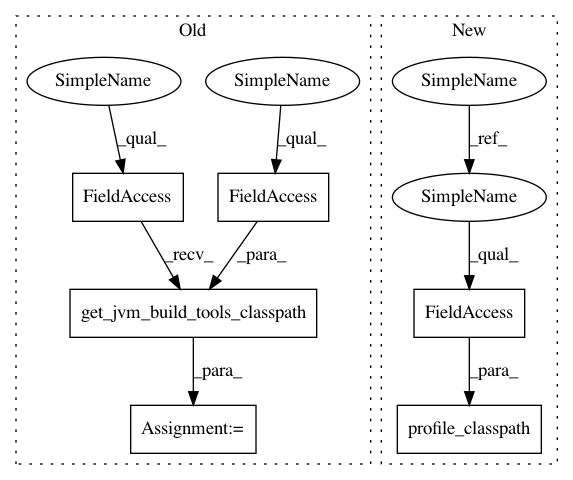 Old
New
SimpleName
SimpleName
SimpleName
_qual_
_qual_
_ref_
FieldAccess
FieldAccess
SimpleName
_recv_
_para_
_qual_
get_jvm_build_tools_classpath
FieldAccess
_para_
_para_
Assignment:=
profile_classpath